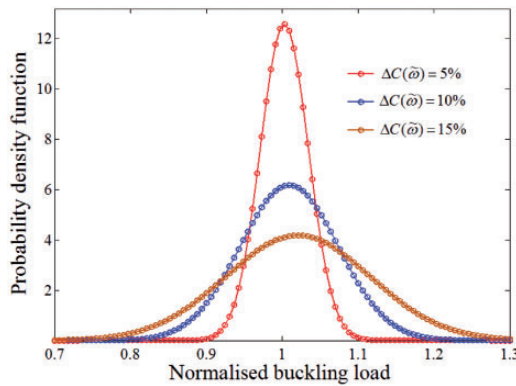 Probability density function
12
10
8
6
4
2
ΔC(ω̃) = 5%
ΔC(ω̃) = 10%
ΔC(ω̃) = 15%
0.7 0.8 0.9 1 1.1 1.2 1.3
Normalised buckling load